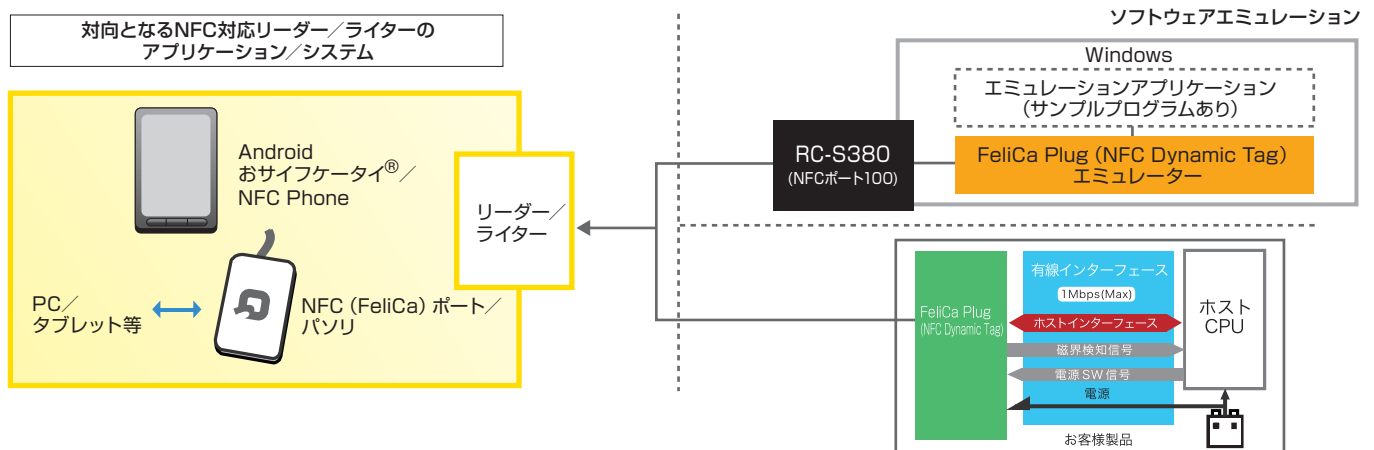 対向となるNFC対応リーダー／ライターの
アプリケーション／システム
Android
おサイフケータイ®／
NFC Phone
PC／
タブレット等
NFC（FeliCa）ポート／
パソリ
リーダー／
ライター
ソフトウェアエミュレーション
Windows
エミュレーションアプリケーション
（サンプルプログラムあり）
RC-S380
（NFCポート100）
FeliCa Plug（NFC Dynamic Tag）
エミュレーター
FeliCa Plug
(NFC Dynamic Tag)
有線インターフェース
1Mbps(Max)
ホストインターフェース
磁界検知信号
電源SW信号
電源
ホスト
CPU
お客様製品